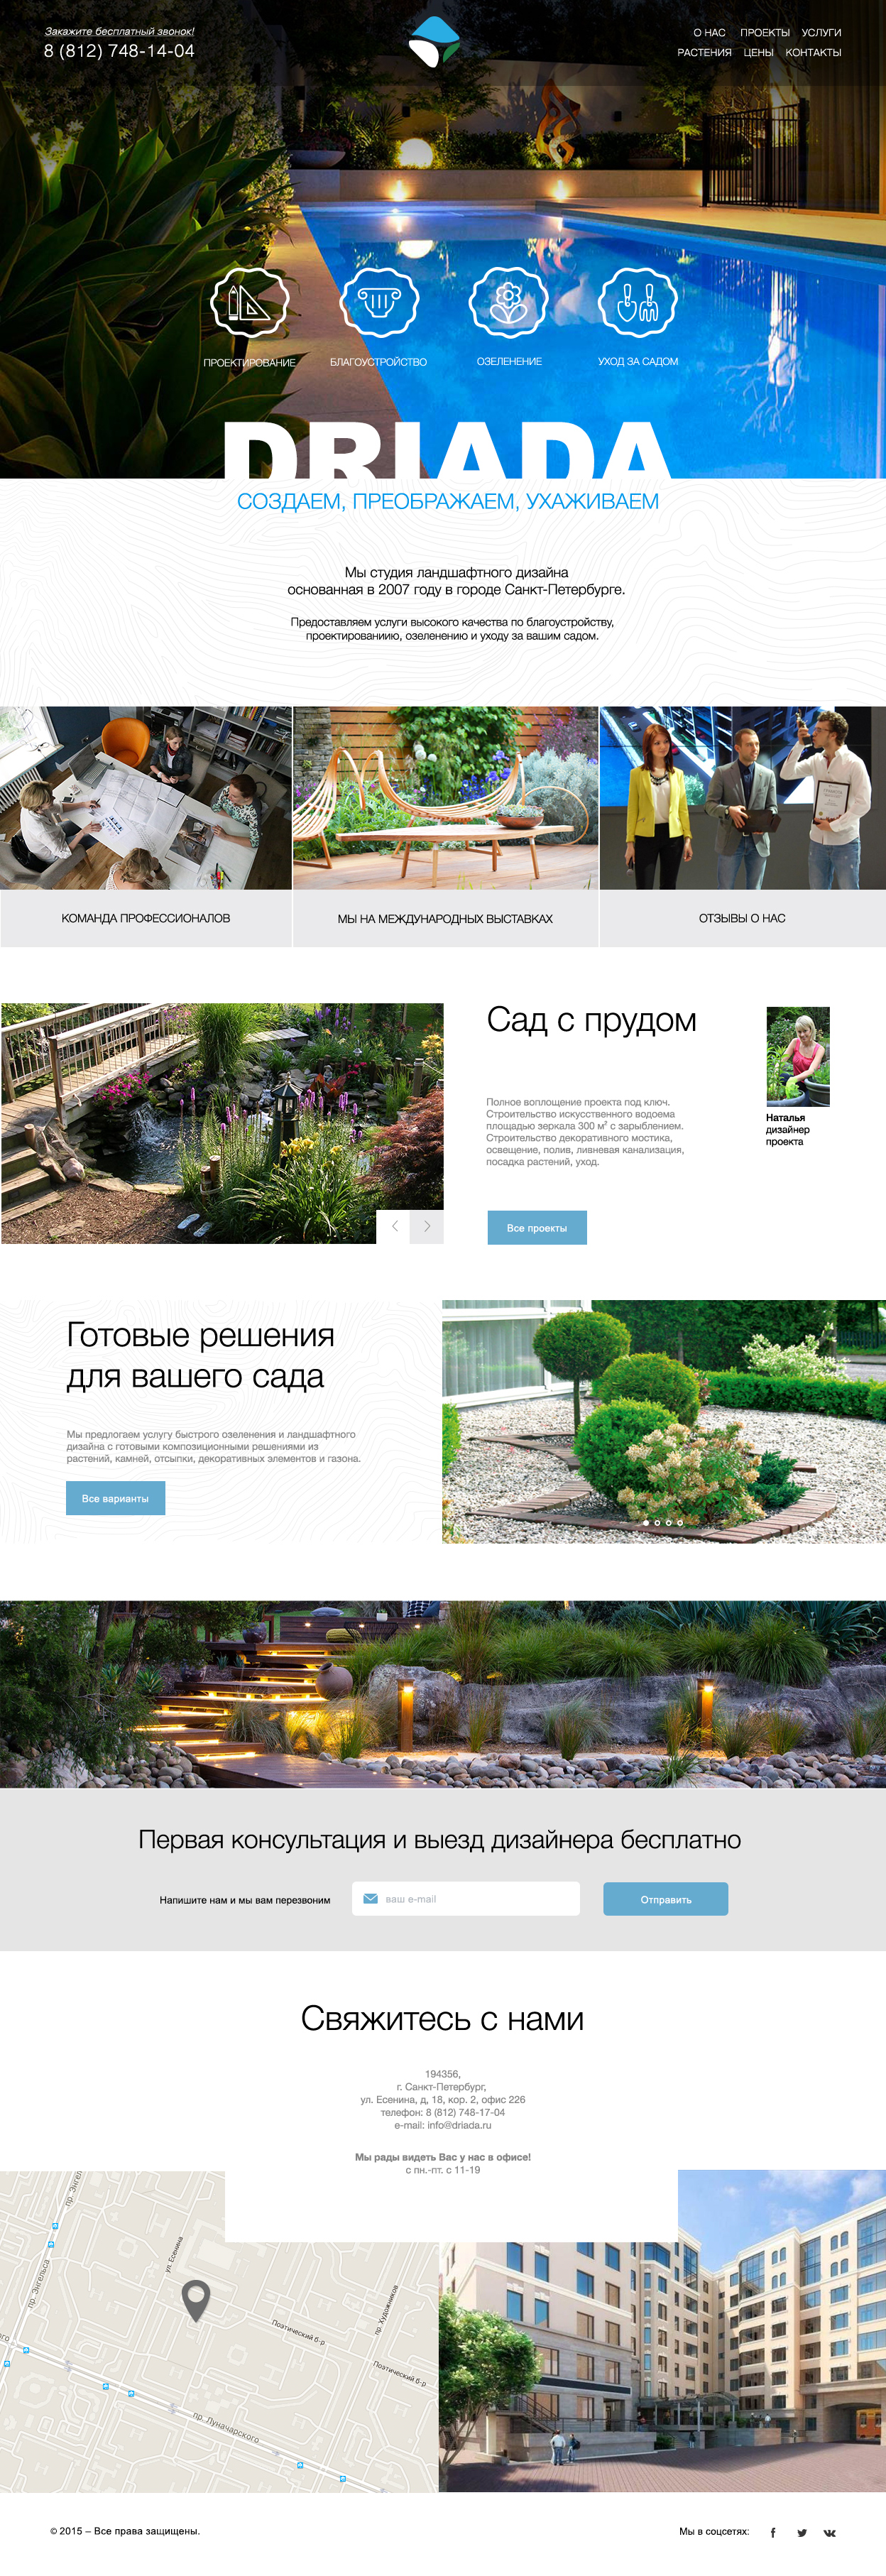 Закажите бесплатный звонок!
8 (812) 748-14-04
О НАС ПРОЕКТЫ УСЛУГИ
РАСТЕНИЯ ЦЕНЫ КОНТАКТЫ
ПРОЕКТИРОВАНИЕ БЛАГОУСТРОЙСТВО ОЗЕЛЕНЕНИЕ УХОД ЗА САДОМ
DRIADA
СОЗДАЕМ, ПРЕОБРАЖАЕМ, УХАЖИВАЕМ
Мы студия ландшафтного дизайна
основанная в 2007 году в городе Санкт-Петербурге.
Предоставляем услуги высокого качества по благоустройству,
проектированиию, озеленению и уходу за вашим садом.
КОМАНДА ПРОФЕССИОНАЛОВ
МЫ НА МЕЖДУНАРОДНЫХ ВЫСТАВКАХ
ОТЗЫВЫ О НАС
Сад с прудом
Полное воплощение проекта под ключ.
Строительство искусственного водоема
площадью зеркала 300 м² с зарыблением.
Строительство декоративного мостика,
освещение, полив, ливневая канализация,
посадка растений, уход.
Все проекты
Наталья
дизайнер
проекта
Готовые решения
для вашего сада
Мы предлогаем услугу быстрого озеленения и ландшафтного
дизайна с готовыми композиционными решениями из
растений, камней, отсыпки, декоративных элементов и газона.
Все варианты
Первая консультация и выезд дизайнера бесплатно
Напишите нам и мы вам перезвоним
ваш e-mail
Отправить
Свяжитесь с нами
194356,
г. Санкт-Петербург,
ул. Есенина, д, 18, кор. 2, офис 226
телефон: 8 (812) 748-17-04
e-mail: info@driada.ru
Мы рады видеть Вас у нас в офисе!
с пн.-пт. с 11-19
пр. Энгел
пр. Энгельса
ул. Есенина
пр. Художников
Поэтический б-р
Поэтический б-р
пр. Луначарского
© 2015 – Все права защищены.
Мы в соцсетях: